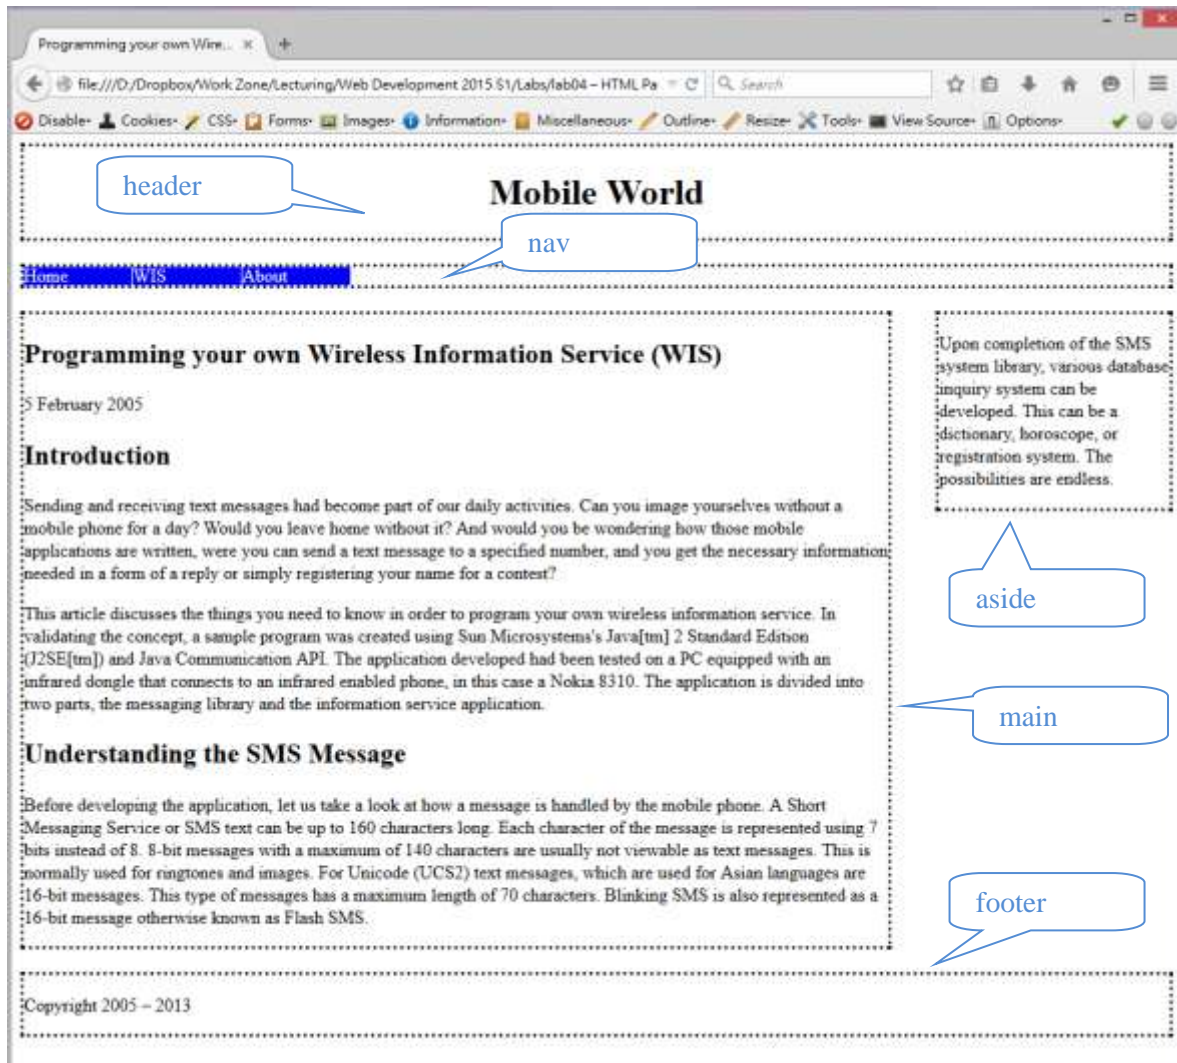 Programming your own Wire...
file:///D:/Dropbox/Work Zone/Lecturing/Web Development 2015 S1/Labs/lab04 – HTML Pa
Search
Disable Cookies CSS Forms Images Information Miscellaneous Outline Resize Tools View Source Options
header
Mobile World
nav
Home WIS About
Programming your own Wireless Information Service (WIS)
5 February 2005
Introduction
Sending and receiving text messages had become part of our daily activities. Can you image yourselves without a
mobile phone for a day? Would you leave home without it? And would you be wondering how those mobile
applications are written, were you can send a text message to a specified number, and you get the necessary information
needed in a form of a reply or simply registering your name for a contest?
This article discusses the things you need to know in order to program your own wireless information service. In
validating the concept, a sample program was created using Sun Microsystems's Java[tm] 2 Standard Edition
(J2SE[tm]) and Java Communication API. The application developed had been tested on a PC equipped with an
infrared dongle that connects to an infrared enabled phone, in this case a Nokia 8310. The application is divided into
two parts, the messaging library and the information service application.
Understanding the SMS Message
Before developing the application, let us take a look at how a message is handled by the mobile phone. A Short
Messaging Service or SMS text can be up to 160 characters long. Each character of the message is represented using 7
bits instead of 8. 8-bit messages with a maximum of 140 characters are usually not viewable as text messages. This is
normally used for ringtones and images. For Unicode (UCS2) text messages, which are used for Asian languages are
16-bit messages. This type of messages has a maximum length of 70 characters. Blinking SMS is also represented as a
16-bit message otherwise known as Flash SMS.
Upon completion of the SMS
system library, various database
inquiry system can be
developed. This can be a
dictionary, horoscope, or
registration system. The
possibilities are endless.
aside
main
footer
Copyright 2005 – 2013